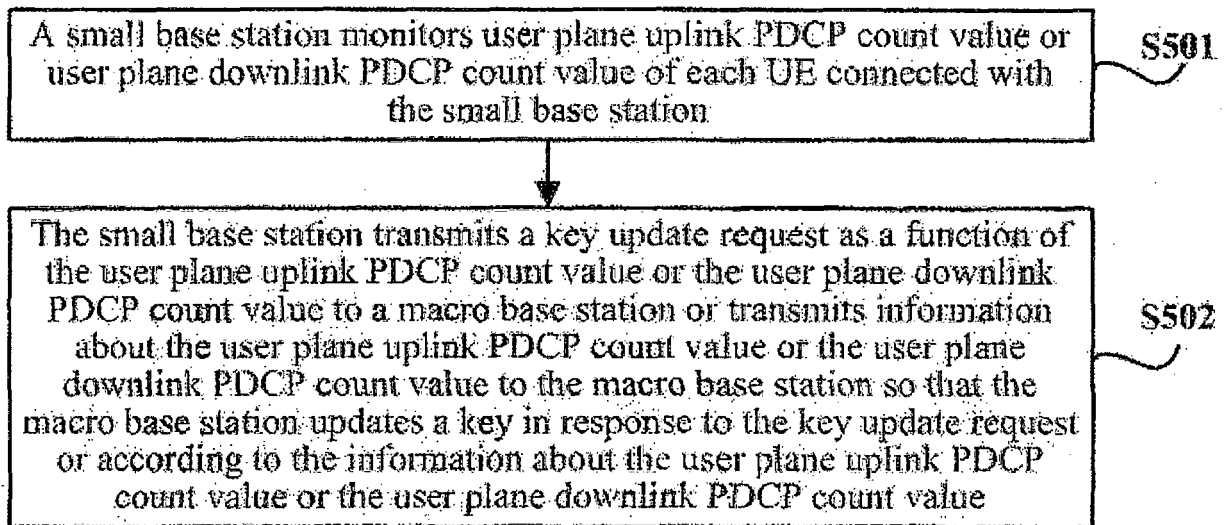 A small base station monitors user plane uplink PDCP count value or
user plane downlink PDCP count value of each UE connected with
the small base station
S501
The small base station transmits a key update request as a function of
the user plane uplink PDCP count value or the user plane downlink
PDCP count value to a macro base station or transmits information
about the user plane uplink PDCP count value or the user plane
downlink PDCP count value to the macro base station so that the
macro base station updates a key in response to the key update request
or according to the information about the user plane uplink PDCP
count value or the user plane downlink PDCP count value
S502